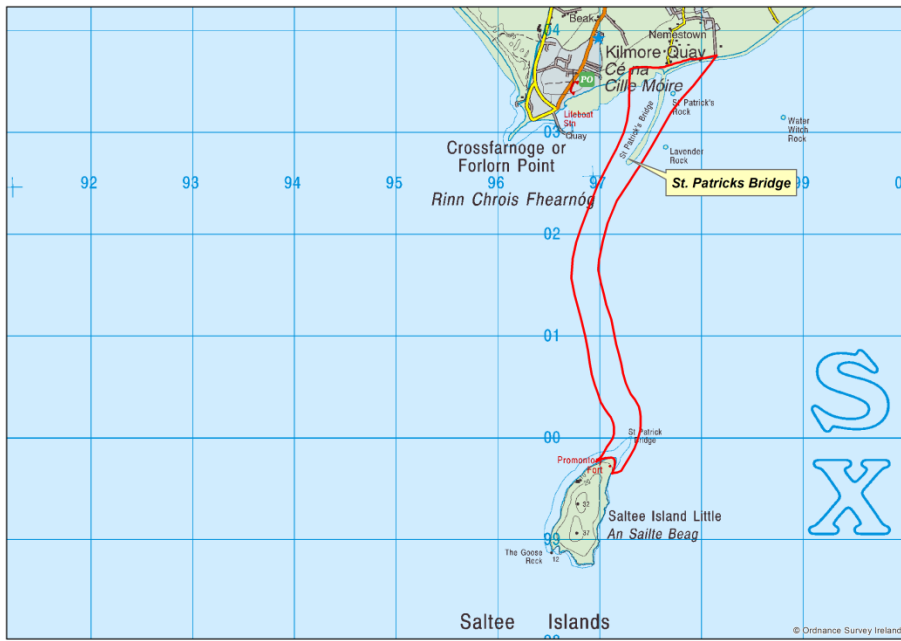 04
Beak
Nemestown
Kilmore Quay
Cé na
Cille Móire
PO
St Patrick's
Rock
Lifeboat
Stn
Quay
03
St Patrick's Bridge
Water
Witch
Rock
Lavender
Rock
Crossfarnoge or
Forlorn Point
St. Patricks Bridge
92
93
94
95
96
97
99
Rinn Chrois Fhearnóg
02
01
S
00
St Patrick
Bridge
Promontory
Fort
X
32
Saltee Island Little
An Sailte Beag
37
99
The Goose
Rock
12
Saltee Islands
© Ordnance Survey Ireland